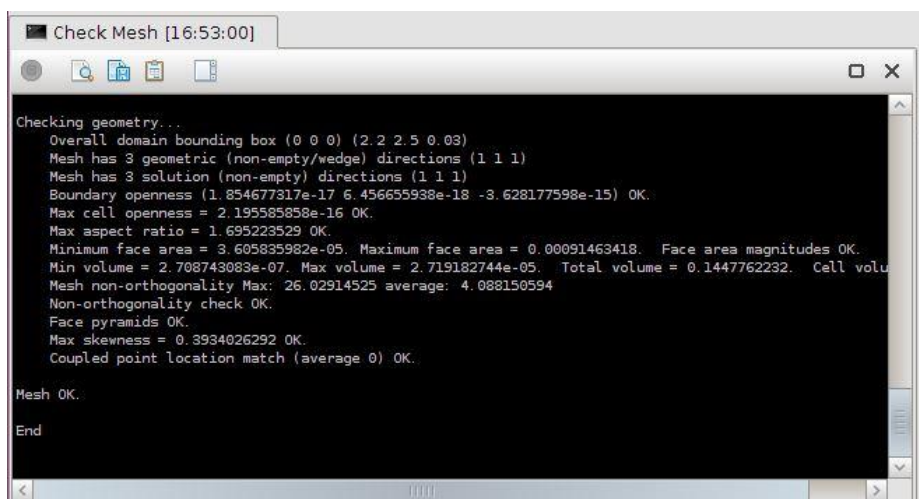 Check Mesh [16:53:00]
Checking geometry...
Overall domain bounding box (0 0 0) (2.2 2.5 0.03)
Mesh has 3 geometric (non-empty/wedge) directions (1 1 1)
Mesh has 3 solution (non-empty) directions (1 1 1)
Boundary openness (1.854677317e-17 6.456655938e-18 -3.628177598e-15) OK.
Max cell openness = 2.195585858e-16 OK.
Max aspect ratio = 1.695223529 OK.
Minimum face area = 3.605835982e-05. Maximum face area = 0.00091463418.  Face area magnitudes OK.
Min volume = 2.708743083e-07. Max volume = 2.719182744e-05.  Total volume = 0.1447762232.  Cell volu
Mesh non-orthogonality Max: 26.02914525 average: 4.088150594
Non-orthogonality check OK.
Face pyramids OK.
Max skewness = 0.3934026292 OK.
Coupled point location match (average 0) OK.
Mesh OK.
End